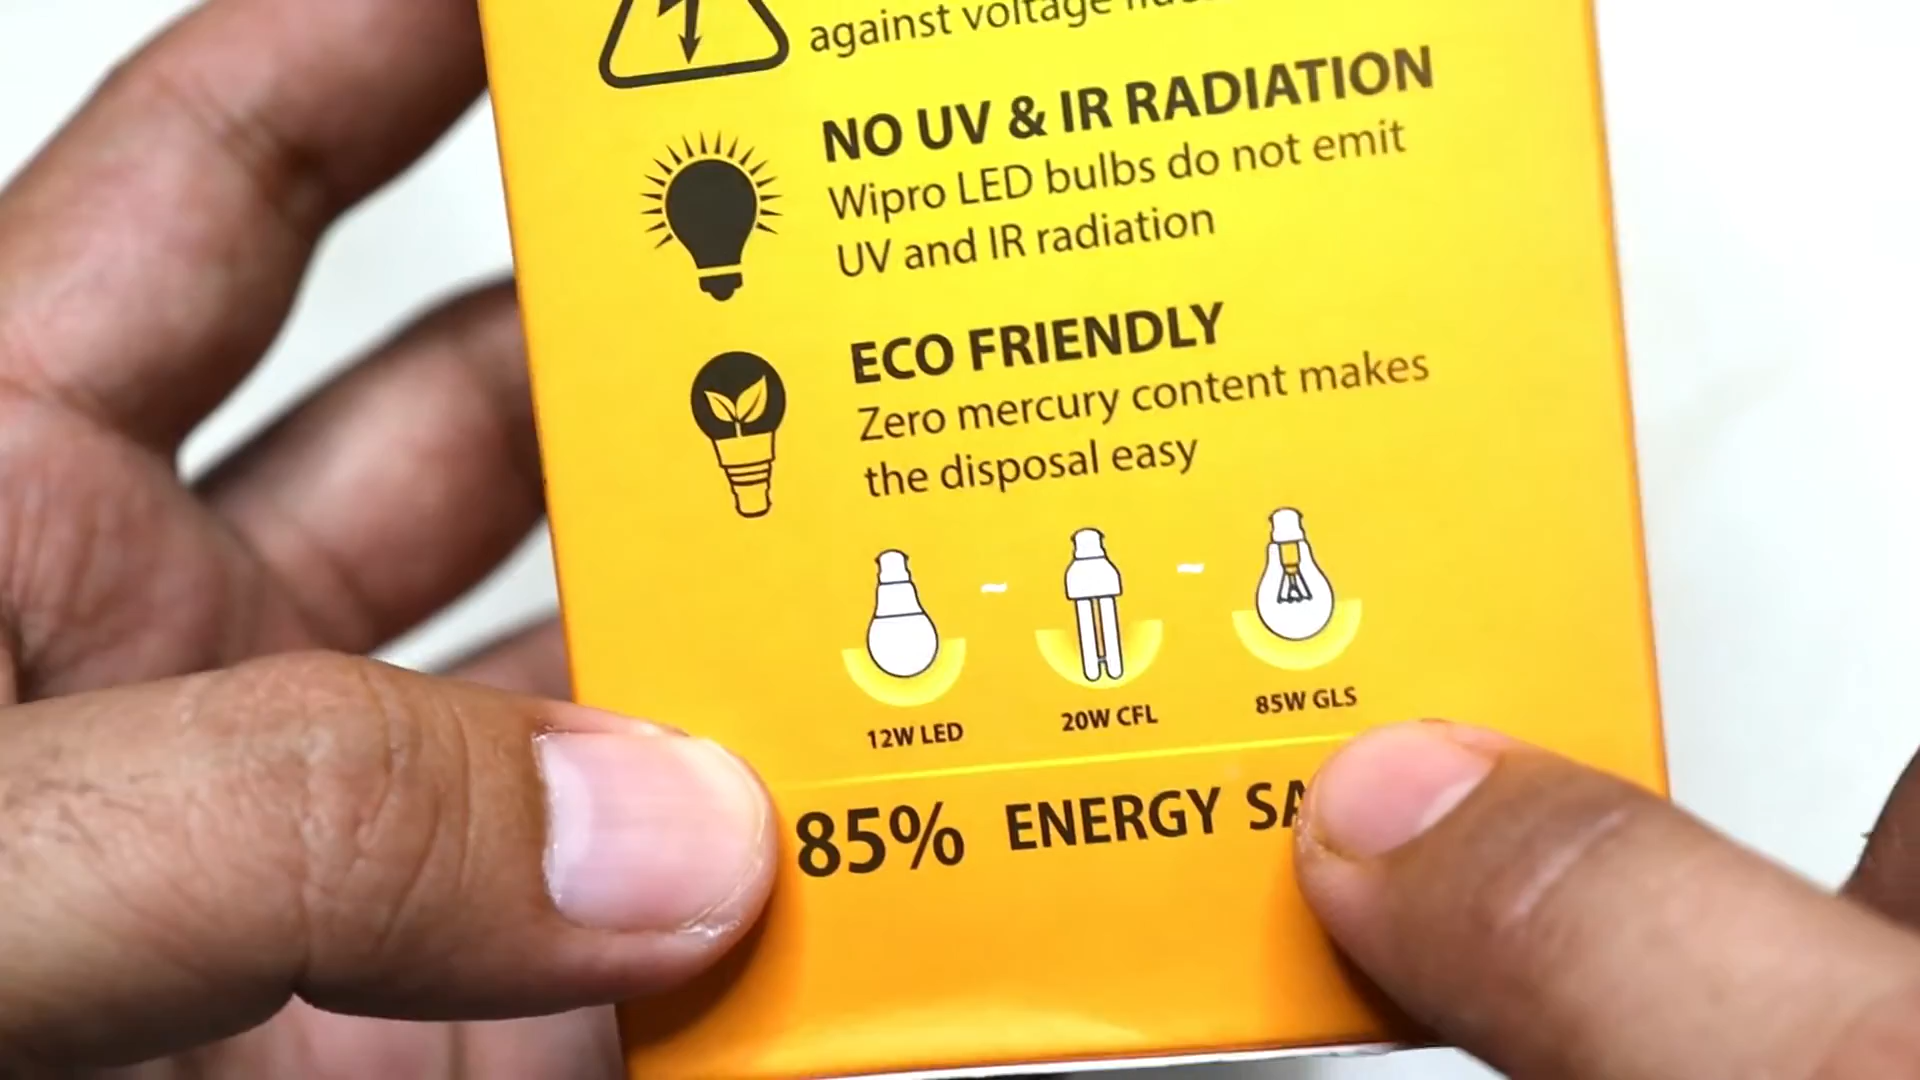 against voltage
NO UV & IR RADIATION
Wipro LED bulbs do not emit
UV and IR radiation
ECO FRIENDLY
Zero mercury content makes
the disposal easy
~ ~
12W LED 20W CFL 85W GLS
85% ENERGY